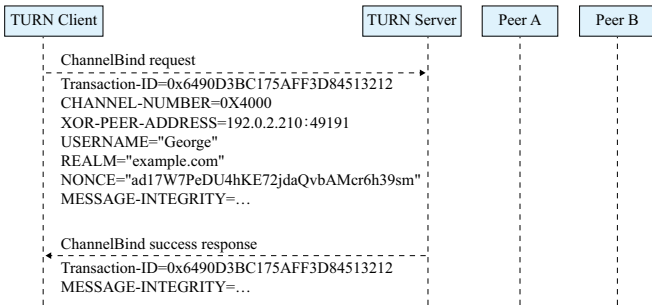 TURN Client TURN Server Peer A Peer B
ChannelBind request
Transaction-ID=0x6490D3BC175AFF3D84513212
CHANNEL-NUMBER=0X4000
XOR-PEER-ADDRESS=192.0.2.210:49191
USERNAME="George"
REALM="example.com"
NONCE="ad17W7PeDU4hKE72jdaQvbAMcr6h39sm"
MESSAGE-INTEGRITY=…
ChannelBind success response
Transaction-ID=0x6490D3BC175AFF3D84513212
MESSAGE-INTEGRITY=…